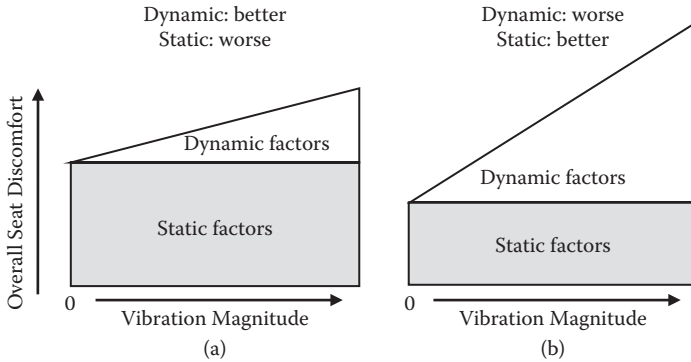 Dynamic: better
Static: worse
Overall Seat Discomfort
Dynamic factors
Static factors
0
Vibration Magnitude
(a)
Dynamic: worse
Static: better
Dynamic factors
Static factors
0
Vibration Magnitude
(b)